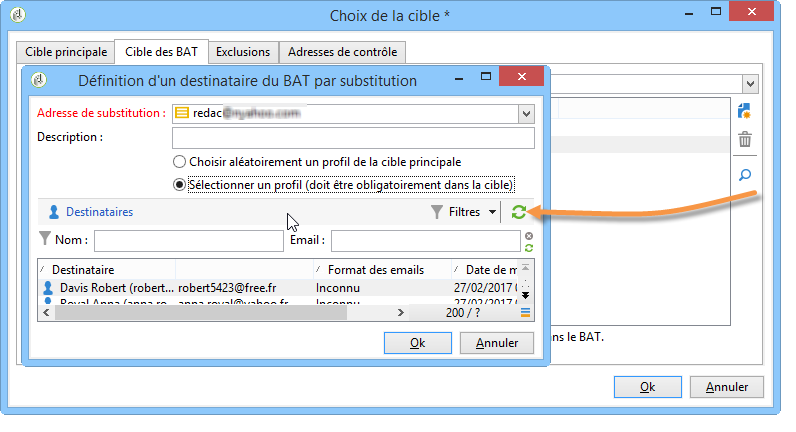 Choix de la cible *
Cible principale Cible des BAT Exclusions Adresses de contrôle
Définition d'un destinataire du BAT par substitution
Adresse de substitution : redac
Description :
Choisir aléatoirement un profil de la cible principale
Sélectionner un profil (doit être obligatoirement dans la cible)
Destinataires Filtres
Nom : Email :
Destinataire Format des emails Date de m
Davis Robert (robert... robert5423@free.fr Inconnu 27/02/2017
Royal Anna (anna.ro... anna.royal@yahoo.fr Inconnu 27/02/2017
200 / ?
Ok Annuler
ns le BAT.
Ok Annuler